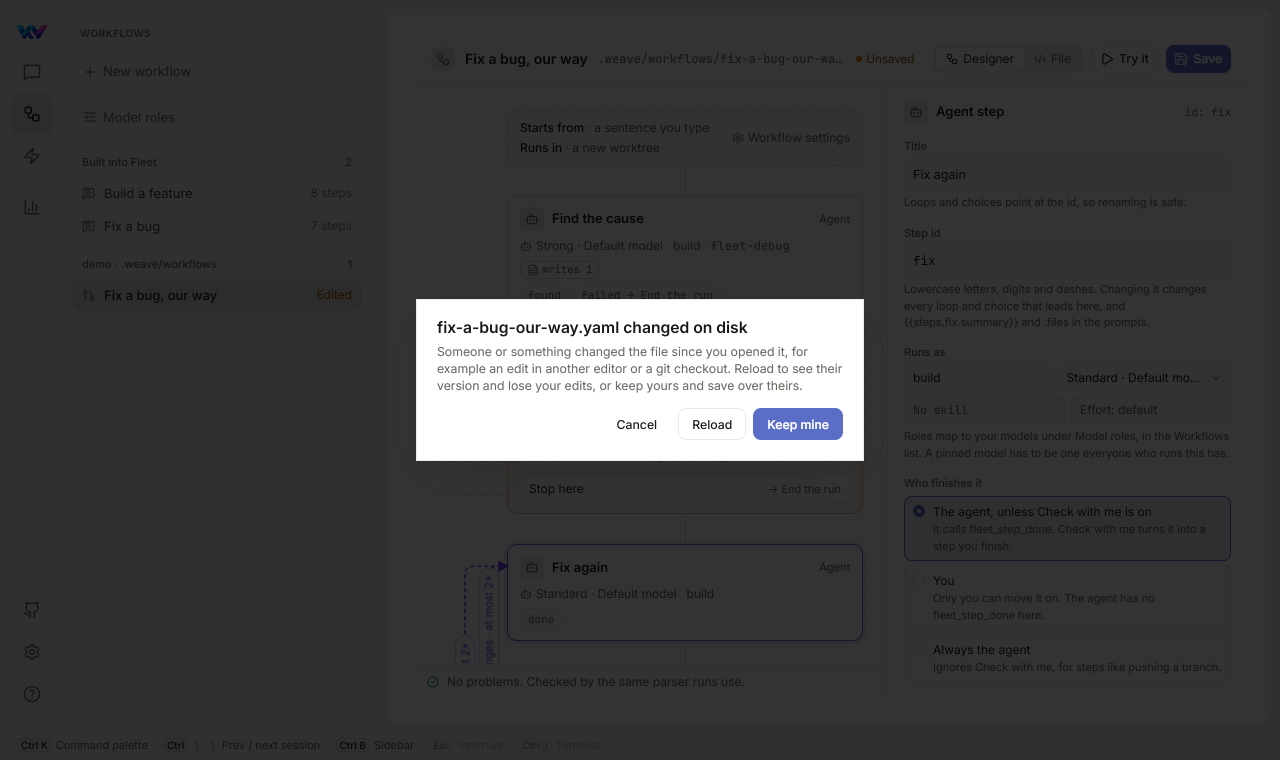 WORKFLOWS
New workflow
Model roles
Built into Fleet 2
Build a feature 8 steps
Fix a bug 7 steps
demo · .weave/workflows 1
Fix a bug, our way Edited
Fix a bug, our way .weave/workflows/fix-a-bug-our-wa… Unsaved
Designer File Try it Save
Starts from · a sentence you type
Runs in · a new worktree
Workflow settings
Find the cause Agent
Strong · Default model build fleet-debug
writes 1
found failed → End the run
fix-a-bug-our-way.yaml changed on disk
Someone or something changed the file since you opened it, for
example an edit in another editor or a git checkout. Reload to see their
version and lose your edits, or keep yours and save over theirs.
Cancel Reload Keep mine
Stop here → End the run
Fix again Agent
Standard · Default model build
done
nges · at most 2×
t 2×
No problems. Checked by the same parser runs use.
Agent step id: fix
Title
Fix again
Loops and choices point at the id, so renaming is safe.
Step id
fix
Lowercase letters, digits and dashes. Changing it changes
every loop and choice that leads here, and
{{steps.fix.summary}} and .files in the prompts.
Runs as
build Standard · Default mo…
No skill Effort: default
Roles map to your models under Model roles, in the Workflows
list. A pinned model has to be one everyone who runs this has.
Who finishes it
The agent, unless Check with me is on
It calls fleet_step_done. Check with me turns it into a
step you finish.
You
Only you can move it on. The agent has no
fleet_step_done here.
Always the agent
Ignores Check with me, for steps like pushing a branch.
Ctrl K Command palette Ctrl [ ] Prev / next session Ctrl B Sidebar Esc Interrupt Ctrl J Terminal